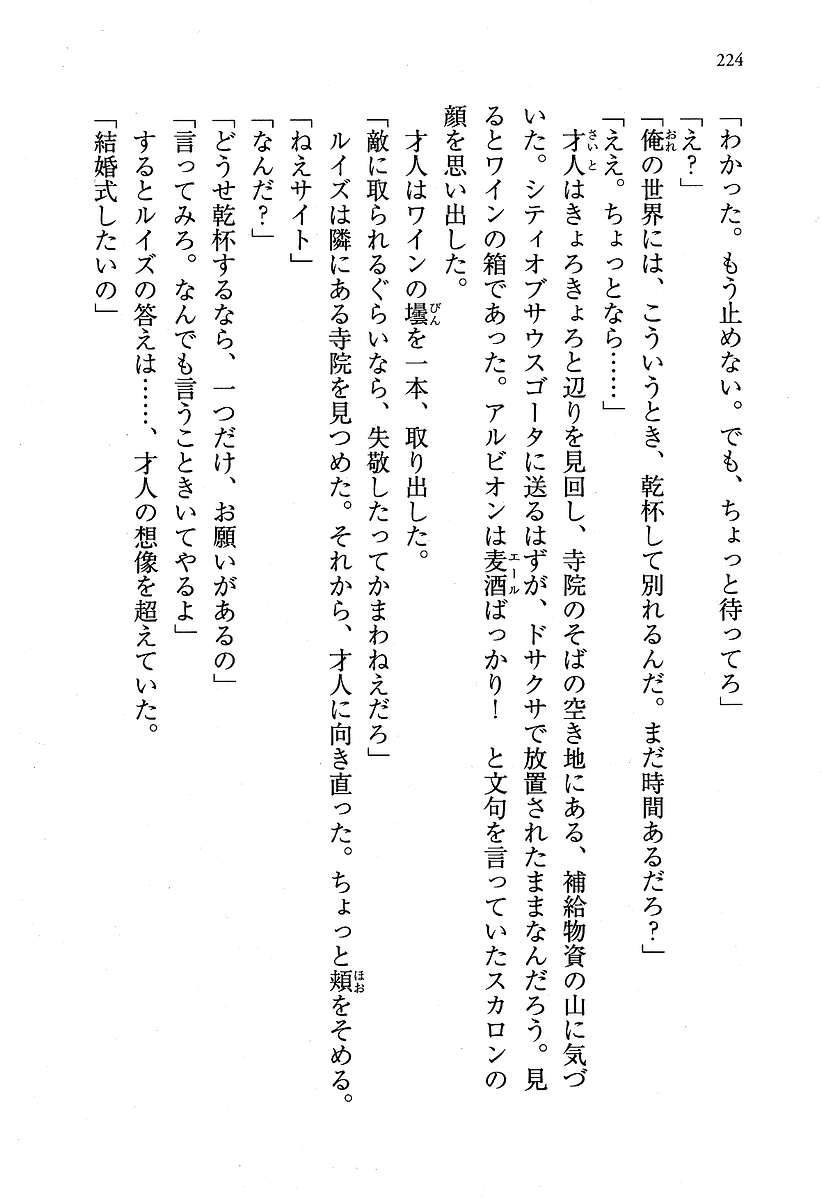 224
「わかった。もう止めない。でも、ちょっと待ってろ」
「え?」
「俺の世界には、こういうとき、乾杯して別れるんだ。まだ時間あるだろ?」
「ええ。ちょっとなら……」
才人はきょろきょろと辺りを見回し、寺院のそばの空き地にある、補給物資の山に気づ
いた。シティオブサウスゴータに送るはずが、ドサクサで放置されたままなんだろう。見
るとワインの箱であった。アルビオンは麦酒ばっかり! と文句を言っていたスカロンの
顔を思い出した。
才人はワインの壜を一本、取り出した。
「敵に取られるぐらいなら、失敬したってかまわねえだろ」
ルイズは隣にある寺院を見つめた。それから、才人に向き直った。ちょっと頬をそめる。
「ねえサイト」
「なんだ?」
「どうせ乾杯するなら、一つだけ、お願いがあるの」
「言ってみろ。なんでも言うこときいてやるよ」
するとルイズの答えは……、才人の想像を超えていた。
「結婚式したいの」